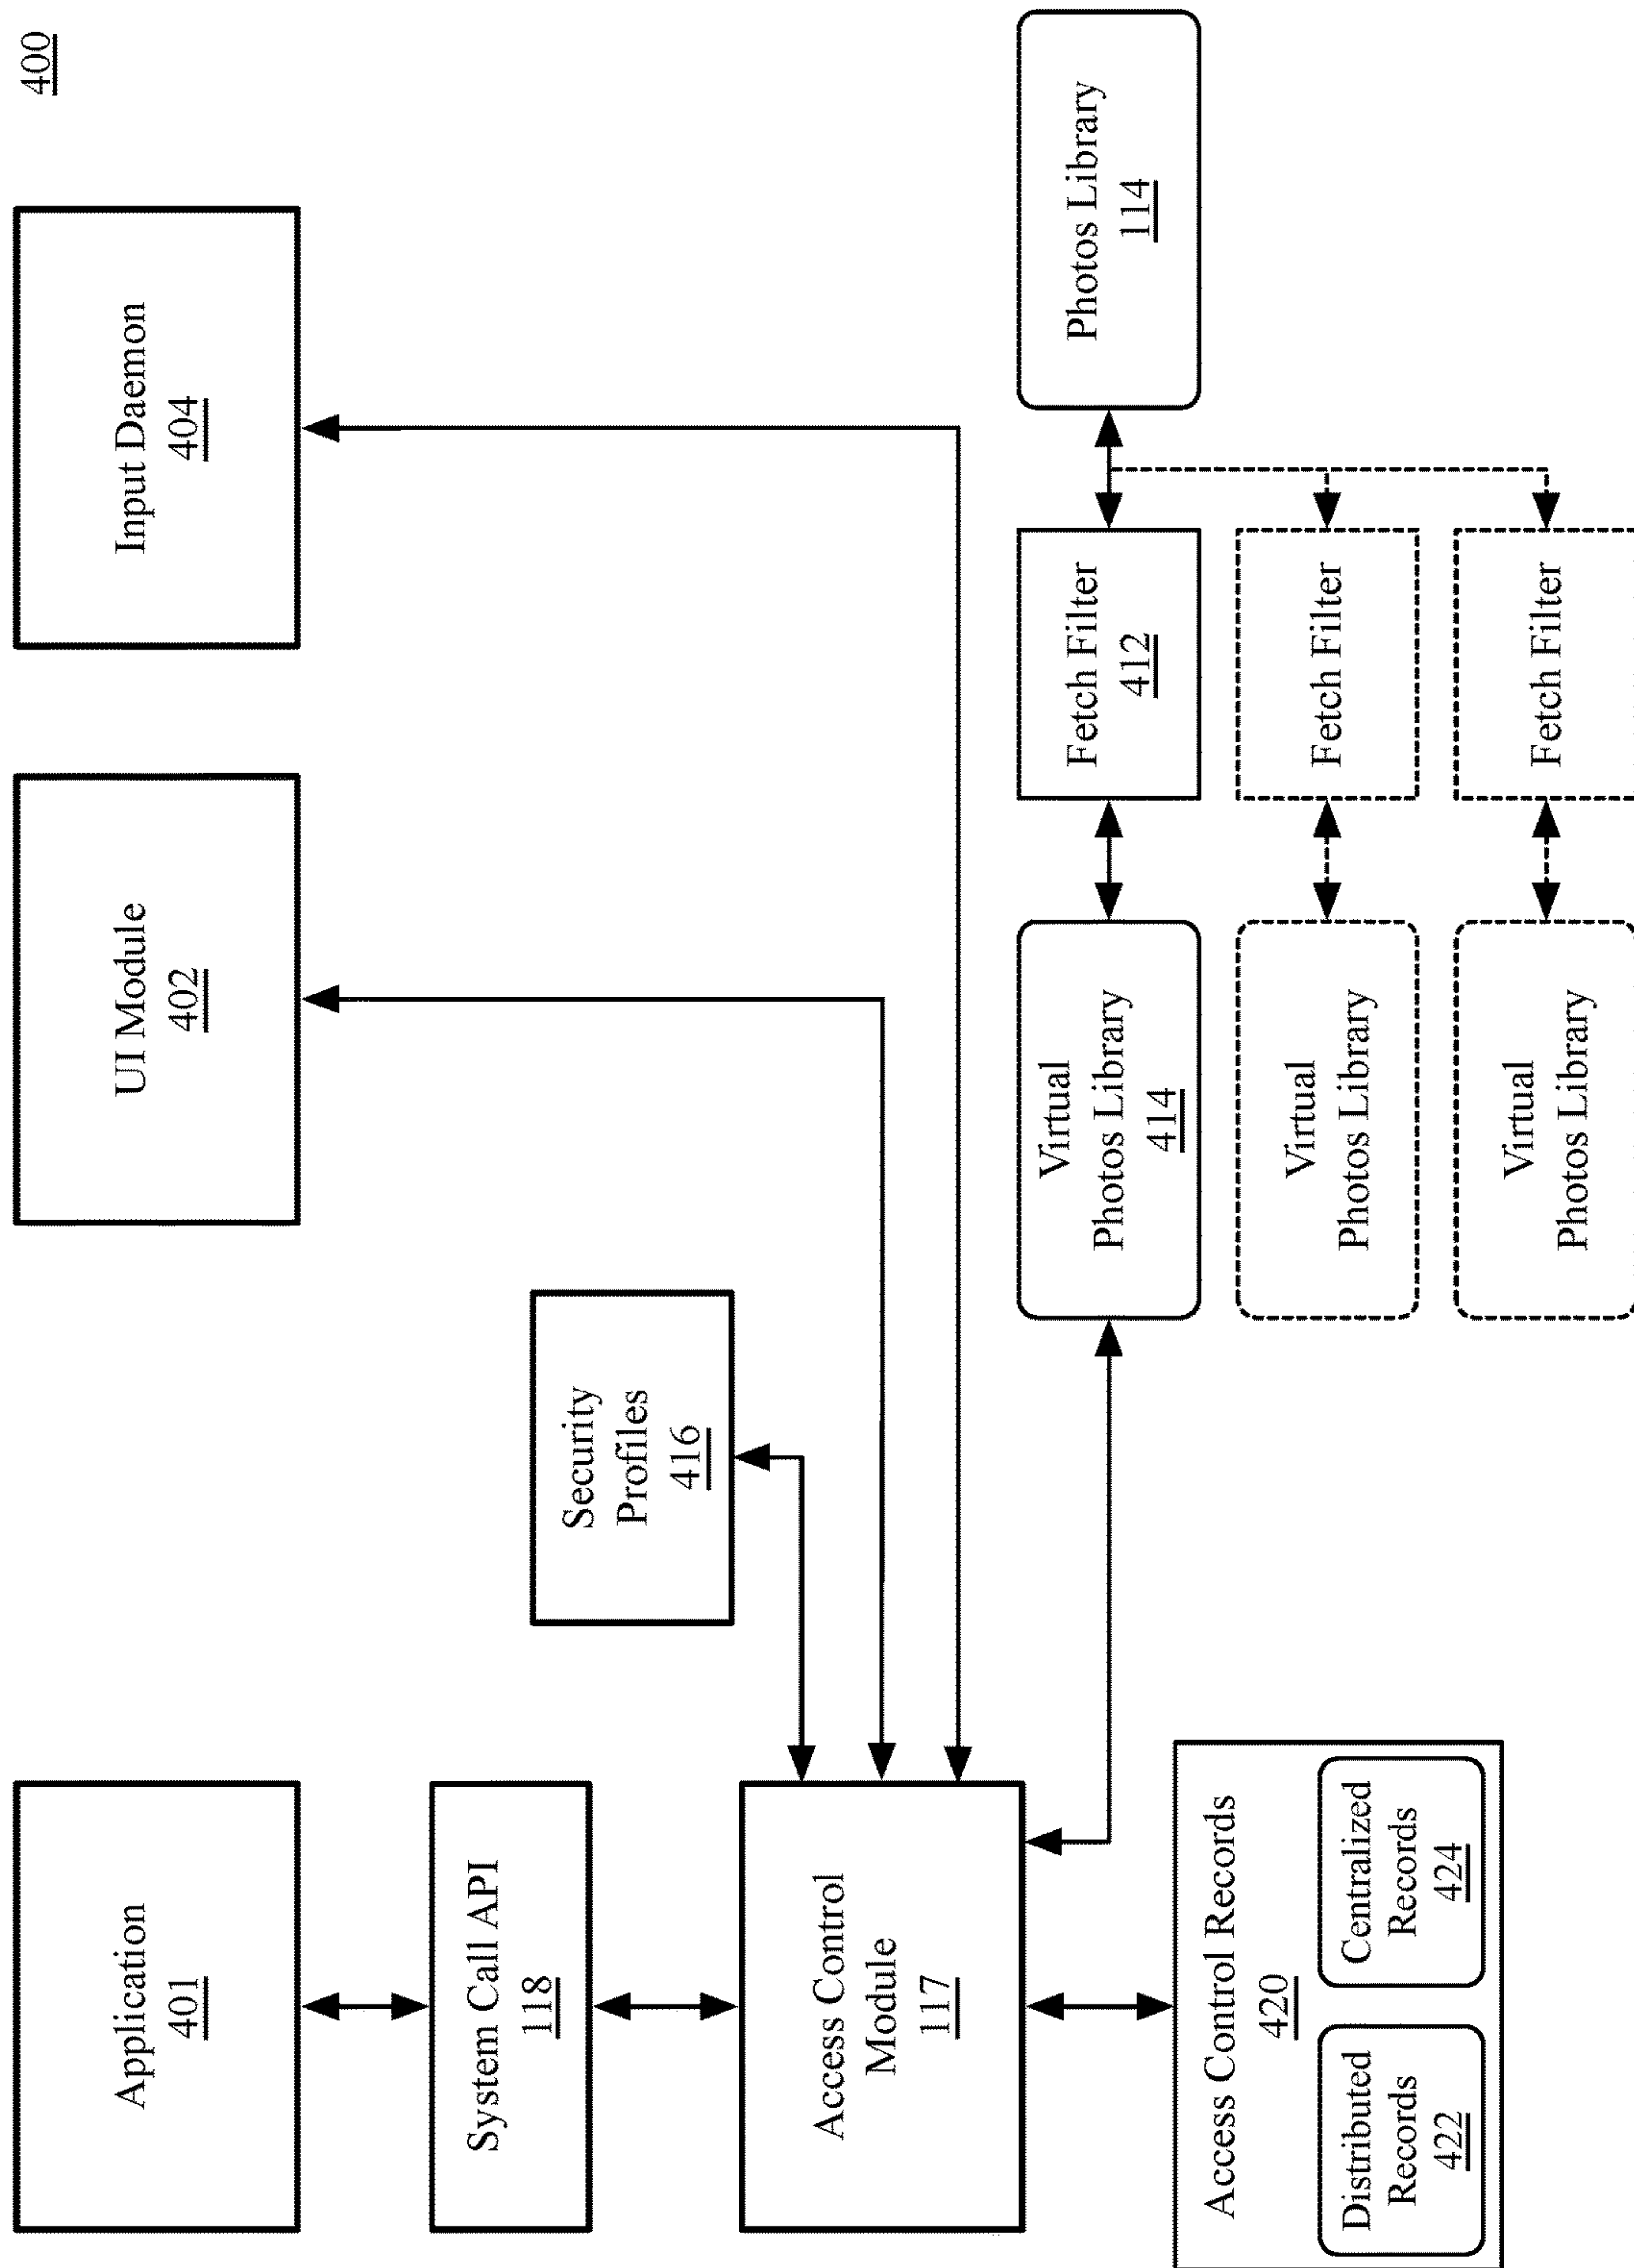 400
Application
401
UI Module
402
Input Daemon
404
System Call API
118
Security
Profiles
416
Access Control
Module
117
Virtual
Photos Library
414
Fetch Filter
412
Photos Library
114
Access Control Records
420
Distributed
Records
422
Centralized
Records
424
Virtual
Photos Library
Fetch Filter
Virtual
Photos Library
Fetch Filter